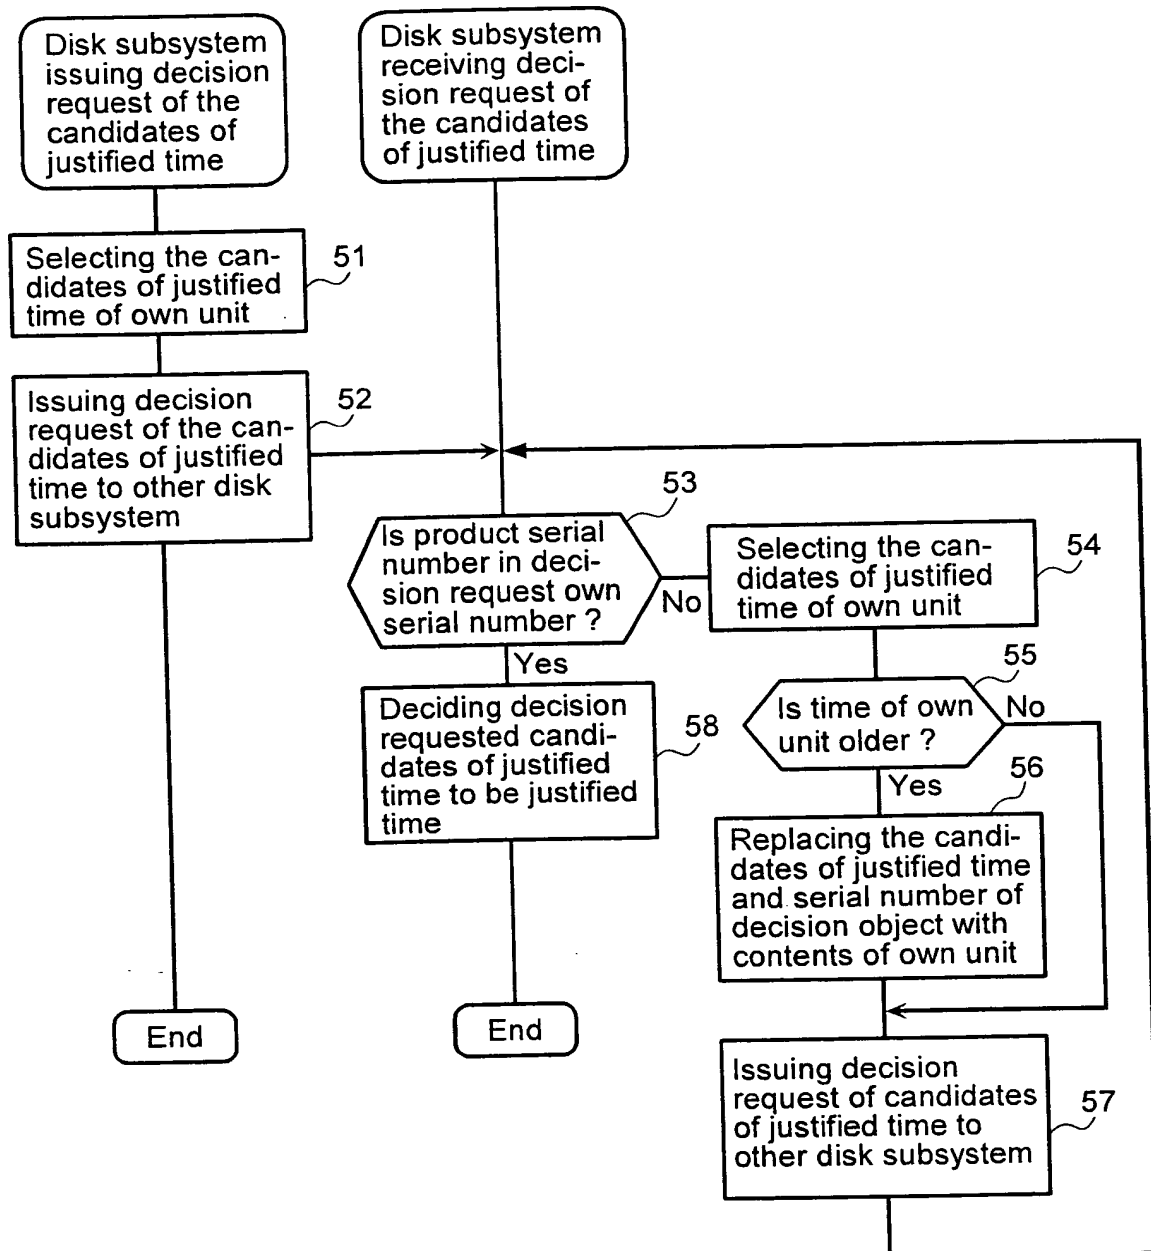 Disk subsystem
issuing decision
request of the
candidates of
justified time
Disk subsystem
receiving deci-
sion request of
the candidates
of justified time
Selecting the can-
didates of justified
time of own unit
51
Issuing decision
request of the can-
didates of justified
time to other disk
subsystem
52
Is product serial
number in deci-
sion request own
serial number ?
53
No
Yes
Selecting the can-
didates of justified
time of own unit
54
Is time of own
unit older ?
55
No
Yes
Deciding decision
requested candi-
dates of justified
time to be justified
time
58
Replacing the candi-
dates of justified time
and serial number of
decision object with
contents of own unit
56
End
End
Issuing decision
request of candidates
of justified time to
other disk subsystem
57